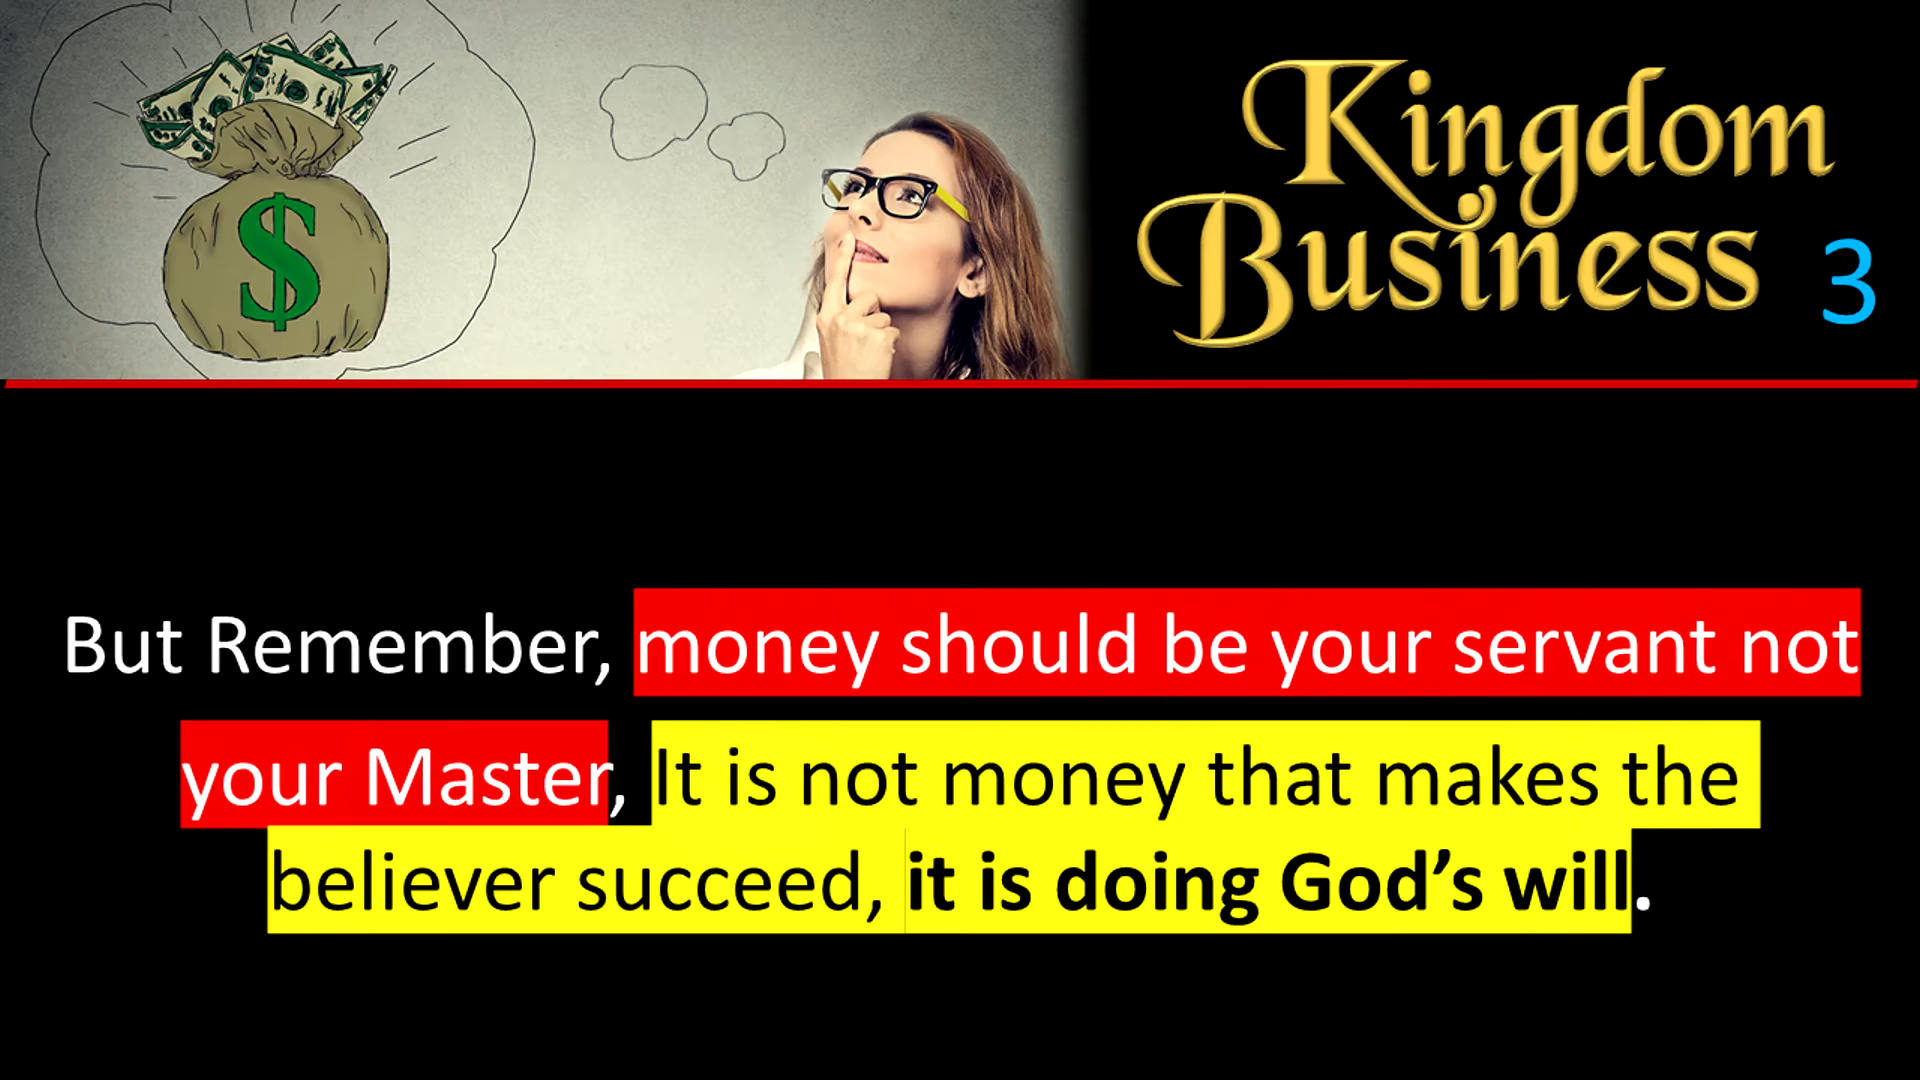 $
Kingdom
Business 3
But Remember, money should be your servant not
your Master, It is not money that makes the
believer succeed, it is doing God’s will.